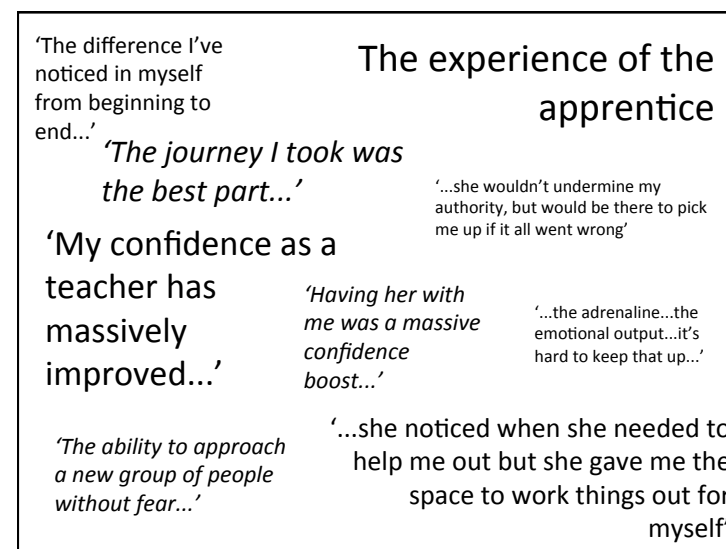 The experience of the
apprentice
‘The difference I’ve
noticed in myself
from beginning to
end...’
‘The journey I took was
the best part...’
‘...she wouldn’t undermine my
authority, but would be there to pick
me up if it all went wrong’
‘My confidence as a
teacher has
massively
improved...’
‘Having her with
me was a massive
confidence
boost...’
‘...the adrenaline...the
emotional output...it’s
hard to keep that up...’
‘The ability to approach
a new group of people
without fear...’
‘...she noticed when she needed to
help me out but she gave me the
space to work things out for
myself’